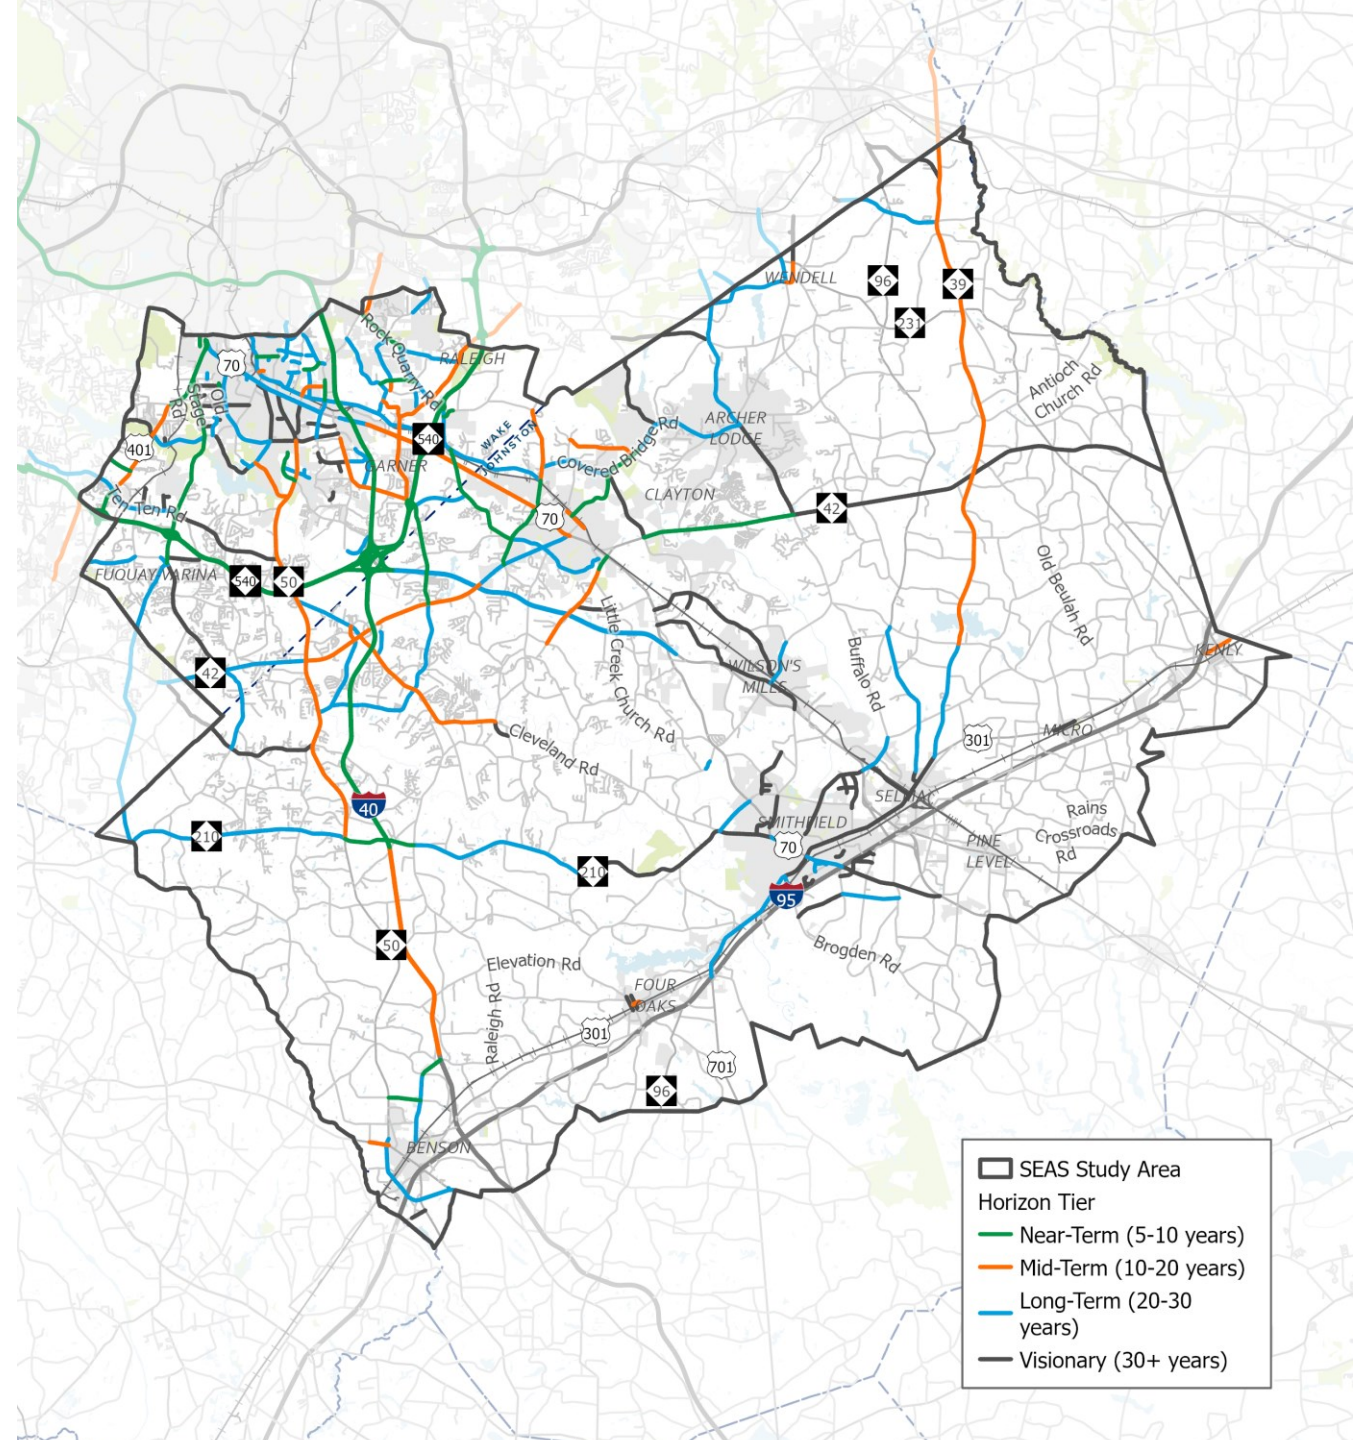 WENDELL
96
39
231
Rock Quarry Rd
RALEIGH
70
Old
Stage
Rd
Antioch
Church Rd
ARCHER
LODGE
401
540
WAKE
JOHNSTON
GARNER
Covered Bridge Rd
CLAYTON
Ten-Ten Rd
70
42
FUQUAY-VARINA
540
50
Old Beulah Rd
Little Creek Church Rd
KENLY
42
WILSON'S
MILLS
Buffalo Rd
Cleveland Rd
301
MICRO
40
SELMA
210
SMITHFIELD
70
PINE
LEVEL
Rains
Crossroads
Rd
210
95
50
Brogden Rd
Elevation Rd
Raleigh Rd
FOUR
OAKS
301
701
96
BENSON
SEAS Study Area
Horizon Tier
Near-Term (5-10 years)
Mid-Term (10-20 years)
Long-Term (20-30
years)
Visionary (30+ years)